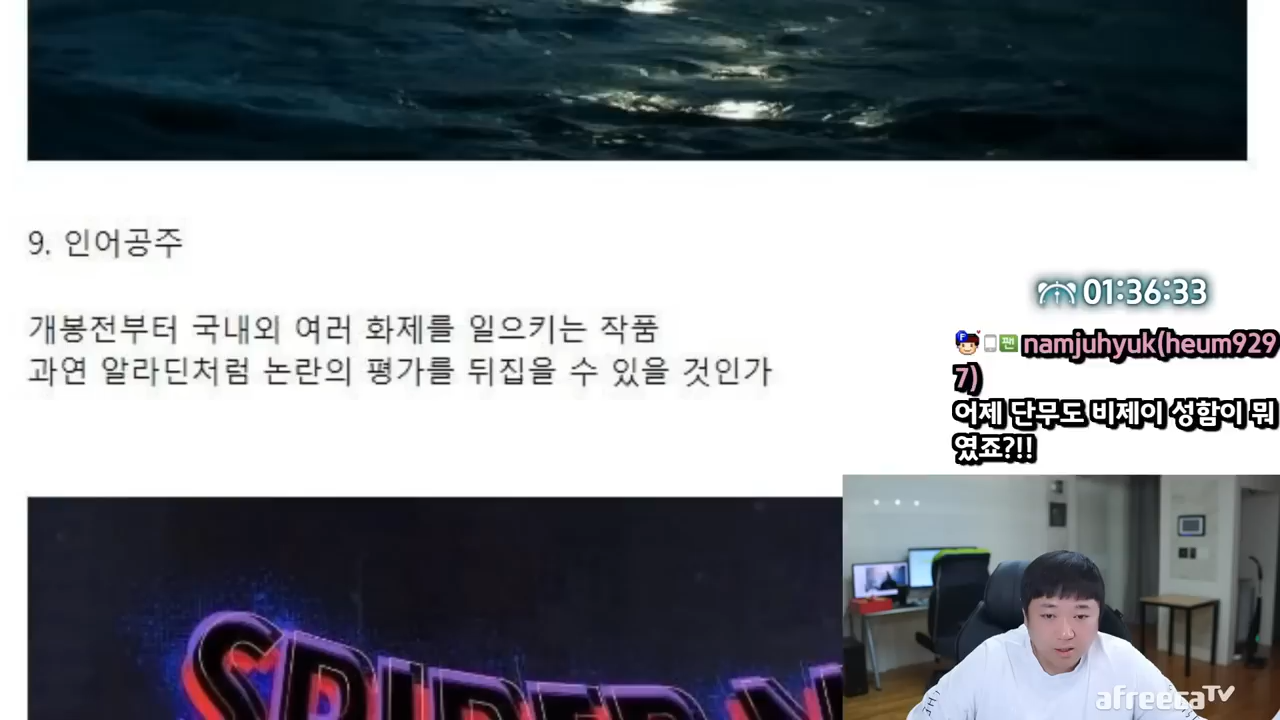 9. 인어공주
개봉전부터 국내외 여러 화제를 일으키는 작품
과연 알라딘처럼 논란의 평가를 뒤집을 수 있을 것인가
01:36:33
F 팬 namjuhyuk(heum929
7)
어제 단무도 비제이 성함이 뭐
였죠?!!
SPIDER
THE
afreecaTV